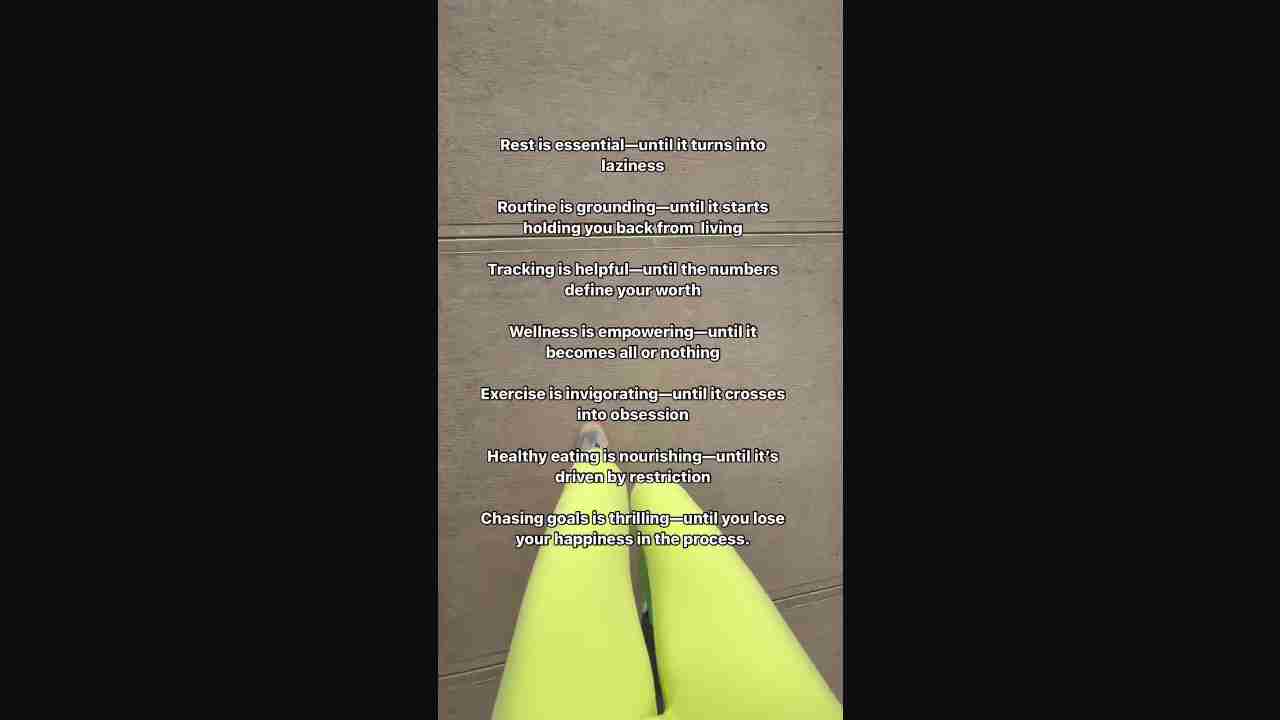 Rest is essential—until it turns into
laziness
Routine is grounding—until it starts
holding you back from  living
Tracking is helpful—until the numbers
define your worth
Wellness is empowering—until it
becomes all or nothing
Exercise is invigorating—until it crosses
into obsession
Healthy eating is nourishing—until it’s
driven by restriction
Chasing goals is thrilling—until you lose
your happiness in the process.